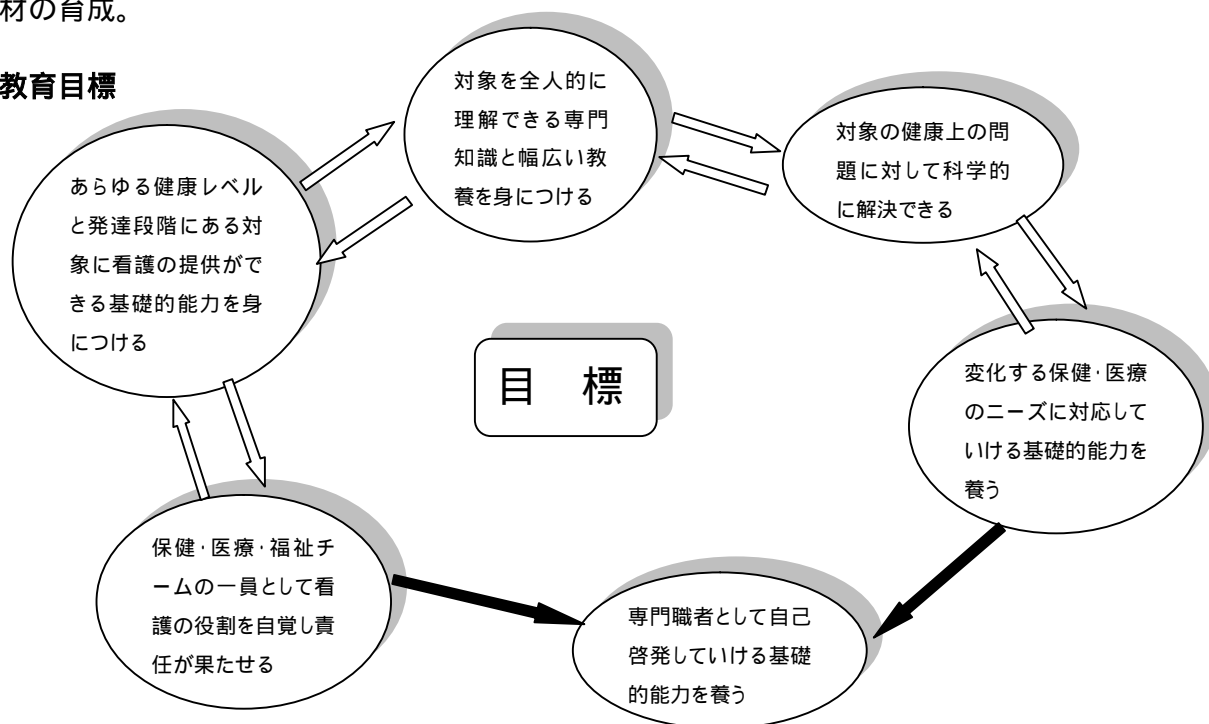 材の育成。
教育目標
対象を全人的に
理解できる専門
知識と幅広い教
養を身につける
対象の健康上の問
題に対して科学的
に解決できる
あらゆる健康レベル
と発達段階にある対
象に看護の提供がで
きる基礎的能力を身
につける
目 標
変化する保健・医療
のニーズに対応して
いける基礎的能力を
養う
保健・医療・福祉チ
ームの一員として看
護の役割を自覚し責
任が果たせる
専門職者として自己
啓発していける基礎
的能力を養う